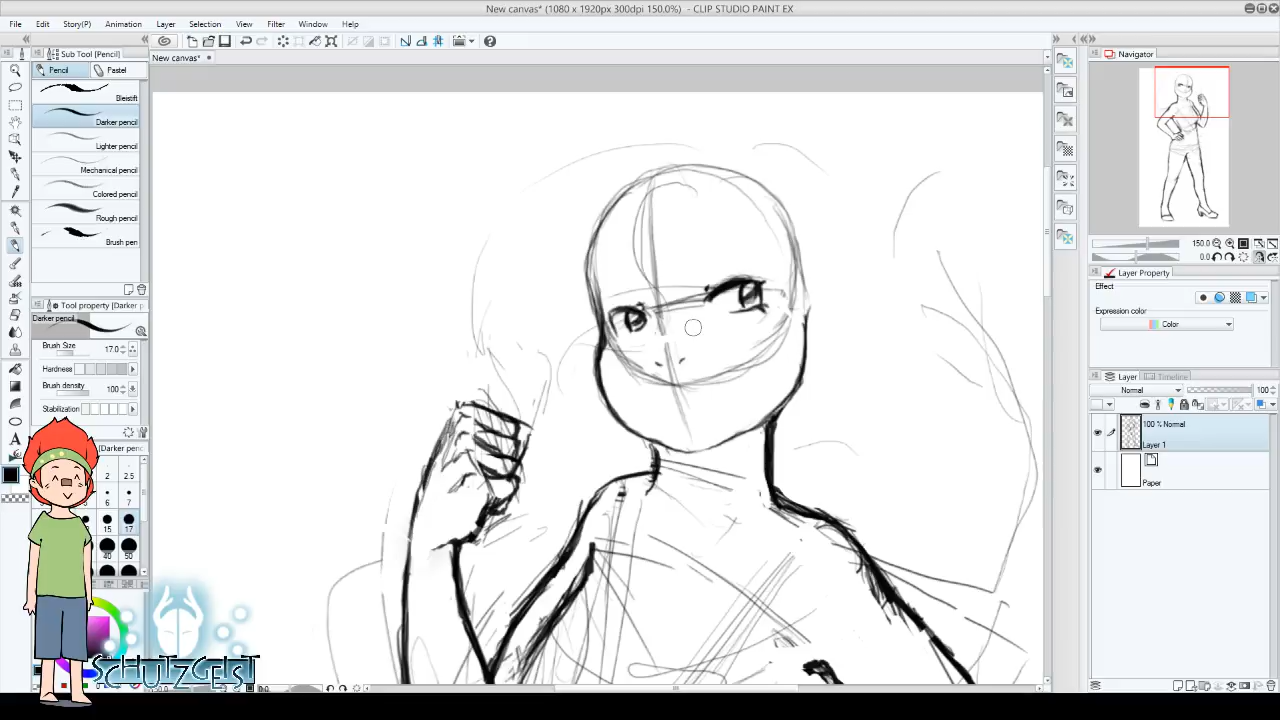 New canvas* (1080 x 1920px 300dpi 150.0%) - CLIP STUDIO PAINT EX
File Edit Story(P) Animation Layer Selection View Filter Window Help
Sub Tool [Pencil]
New canvas*
Navigator
Pencil Pastel
Bleistift
Darker pencil
Lighter pencil
Mechanical pencil
Colored pencil
Rough pencil
Brush pen
Tool property [Darker p
Darker pencil
Brush Size 17.0
Hardness
Brush density 100
Stabilization
[Darker pencil]
2 2.5
6 7
15 17
40 50
150.0
0.0
Layer Property
Effect
Expression color
Color
Layer Timeline
Normal 100
100 % Normal
Layer 1
Paper
SCHUTZGEIST